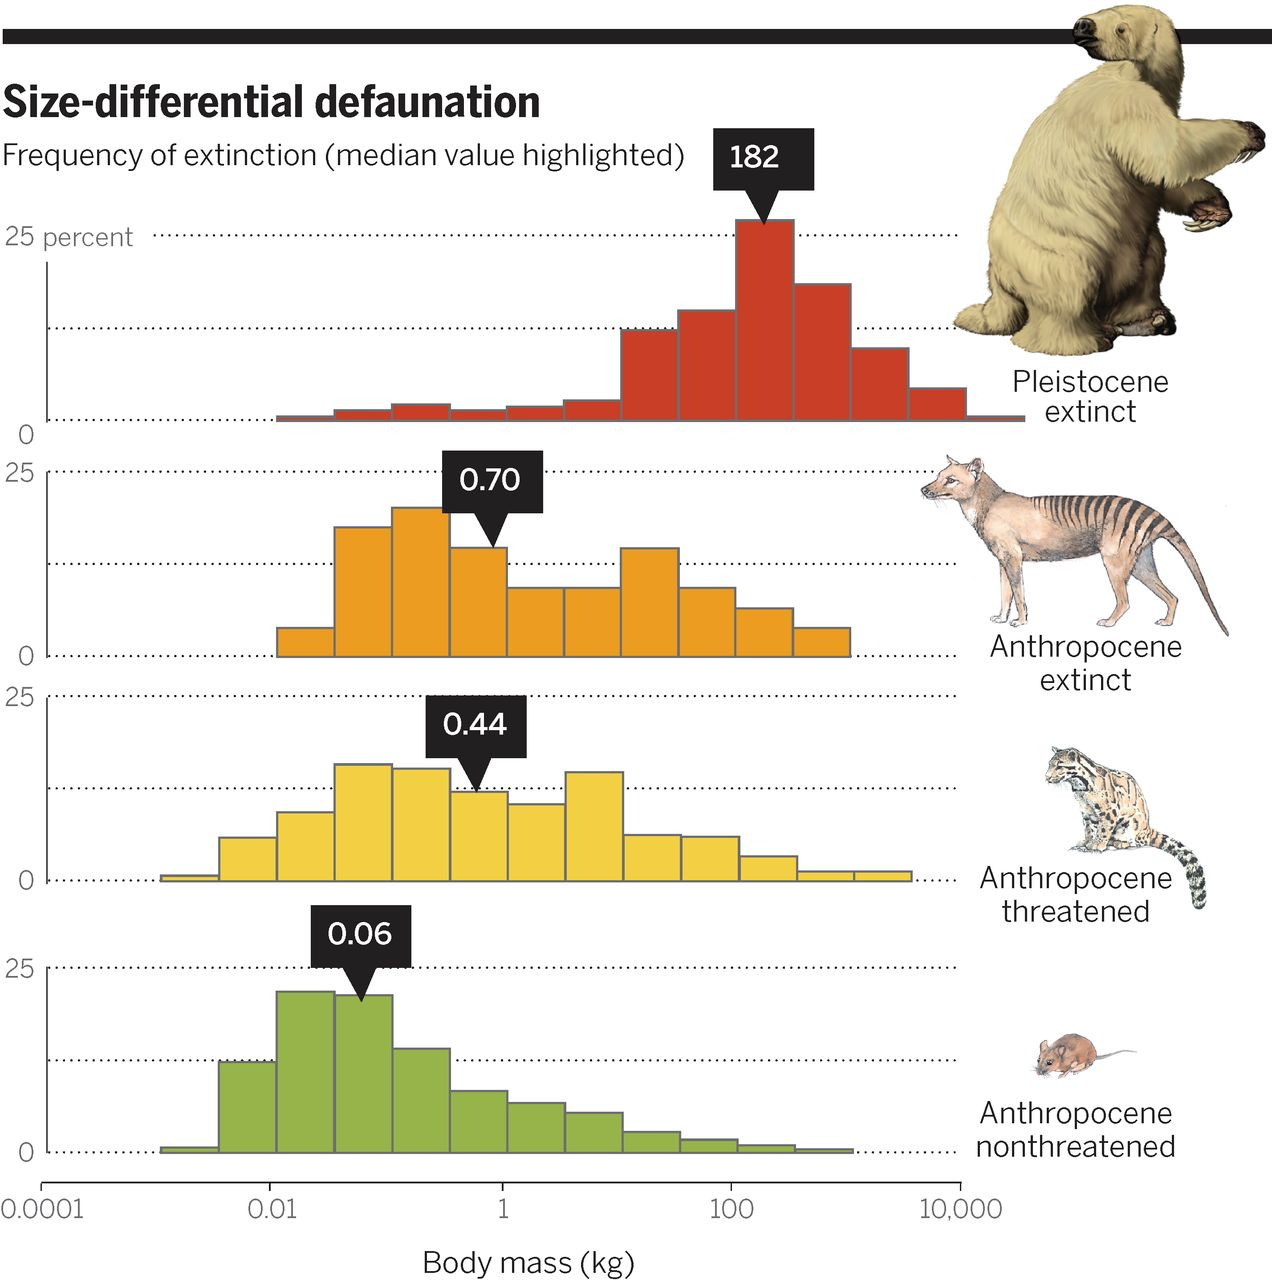 Size-differential defaunation
Frequency of extinction (median value highlighted)
182
25 percent
0
Pleistocene
extinct
25
0.70
0
Anthropocene
extinct
25
0.44
0
Anthropocene
threatened
0.06
25
0
Anthropocene
nonthreatened
0.0001 0.01 1 100 10,000
Body mass (kg)